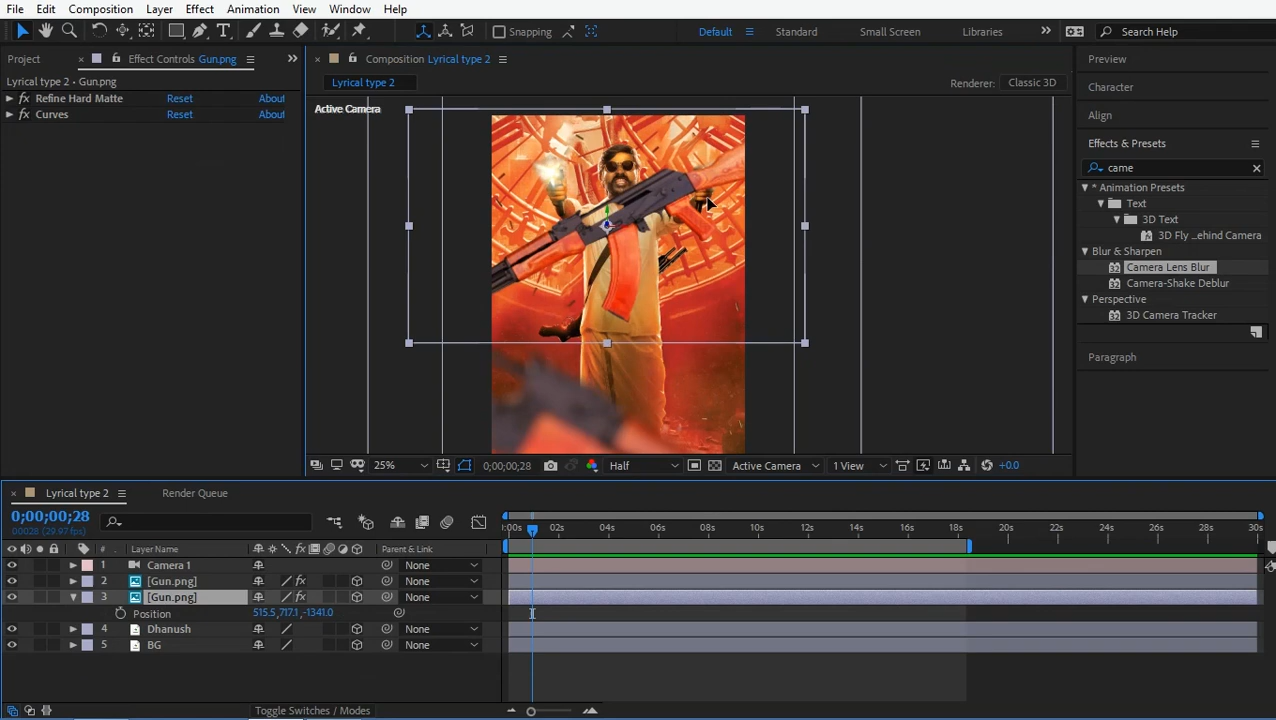 File Edit Composition Layer Effect Animation View Window Help
Snapping Default Standard Small Screen Libraries Search Help
Project Effect Controls Gun.png
Lyrical type 2 • Gun.png
fx Refine Hard Matte Reset About
fx Curves Reset About
Composition Lyrical type 2
Lyrical type 2 Renderer: Classic 3D
Active Camera
25% 0;00;00;28 Half Active Camera 1 View +0.0
Preview
Character
Align
Effects & Presets
came
* Animation Presets
Text
3D Text
3D Fly ..ehind Camera
Blur & Sharpen
Camera Lens Blur
Camera-Shake Deblur
Perspective
3D Camera Tracker
Paragraph
Lyrical type 2 Render Queue
0;00;00;28
00028 (29.97 fps)
:00s 02s 04s 06s 08s 10s 12s 14s 16s 18s 20s 22s 24s 26s 28s 30s
# Layer Name fx Parent & Link
1 Camera 1 None
2 [Gun.png] fx None
3 [Gun.png] fx None
Position 515.5,717.1,-1341.0
4 Dhanush None
5 BG None
Toggle Switches / Modes